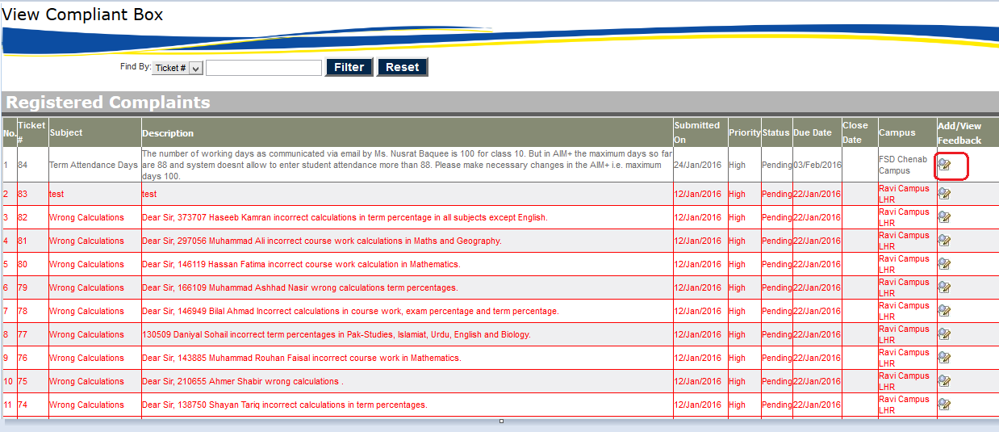 View Compliant Box
Find By: Ticket # Filter Reset
Registered Complaints
No. Ticket # Subject Description Submitted On Priority Status Due Date Close Date Campus Add/View Feedback
1 84 Term Attendance Days The number of working days as communicated via email by Ms. Nusrat Baquee is 100 for class 10. But in AIM+ the maximum days so far are 88 and system doesnt allow to enter student attendance more than 88. Please make necessary changes in the AIM+ i.e. maximum days 100. 24/Jan/2016 High Pending 03/Feb/2016 FSD Chenab Campus
2 83 test test 12/Jan/2016 High Pending 22/Jan/2016 Ravi Campus LHR
3 82 Wrong Calculations Dear Sir, 373707 Haseeb Kamran incorrect calculations in term percentage in all subjects except English. 12/Jan/2016 High Pending 22/Jan/2016 Ravi Campus LHR
4 81 Wrong Calculations Dear Sir, 297056 Muhammad Ali incorrect course work calculations in Maths and Geography. 12/Jan/2016 High Pending 22/Jan/2016 Ravi Campus LHR
5 80 Wrong Calculations Dear Sir, 146119 Hassan Fatima incorrect course work calculation in Mathematics. 12/Jan/2016 High Pending 22/Jan/2016 Ravi Campus LHR
6 79 Wrong Calculations Dear Sir, 166109 Muhammad Ashhad Nasir wrong calculations term percentages. 12/Jan/2016 High Pending 22/Jan/2016 Ravi Campus LHR
7 78 Wrong Calculations Dear Sir, 146949 Bilal Ahmad Incorrect calculations in course work, exam percentage and term percentage. 12/Jan/2016 High Pending 22/Jan/2016 Ravi Campus LHR
8 77 Wrong Calculations 130509 Daniyal Sohail incorrect term percentages in Pak-Studies, Islamiat, Urdu, English and Biology. 12/Jan/2016 High Pending 22/Jan/2016 Ravi Campus LHR
9 76 Wrong Calculations Dear Sir, 143885 Muhammad Rouhan Faisal incorrect course work in Mathematics. 12/Jan/2016 High Pending 22/Jan/2016 Ravi Campus LHR
10 75 Wrong Calculations Dear Sir, 210655 Ahmer Shabir wrong calculations . 12/Jan/2016 High Pending 22/Jan/2016 Ravi Campus LHR
11 74 Wrong Calculations Dear Sir, 138750 Shayan Tariq incorrect calculations in term percentages. 12/Jan/2016 High Pending 22/Jan/2016 Ravi Campus LHR